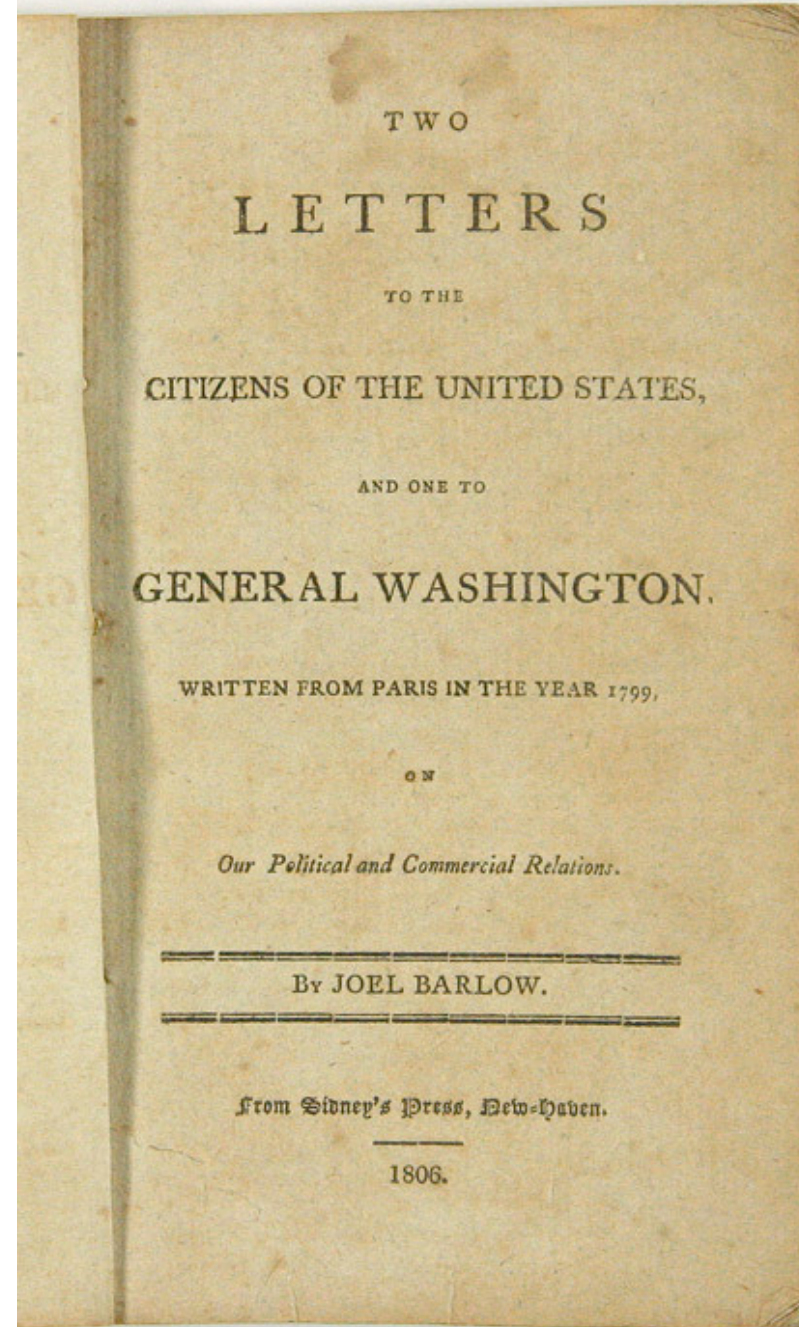 TWO
LETTERS
TO THE
CITIZENS OF THE UNITED STATES,
AND ONE TO
GENERAL WASHINGTON.
WRITTEN FROM PARIS IN THE YEAR 1799,
ON
Our Political and Commercial Relations.
BY JOEL BARLOW.
From Sidney's Press, New-Haven.
1806.